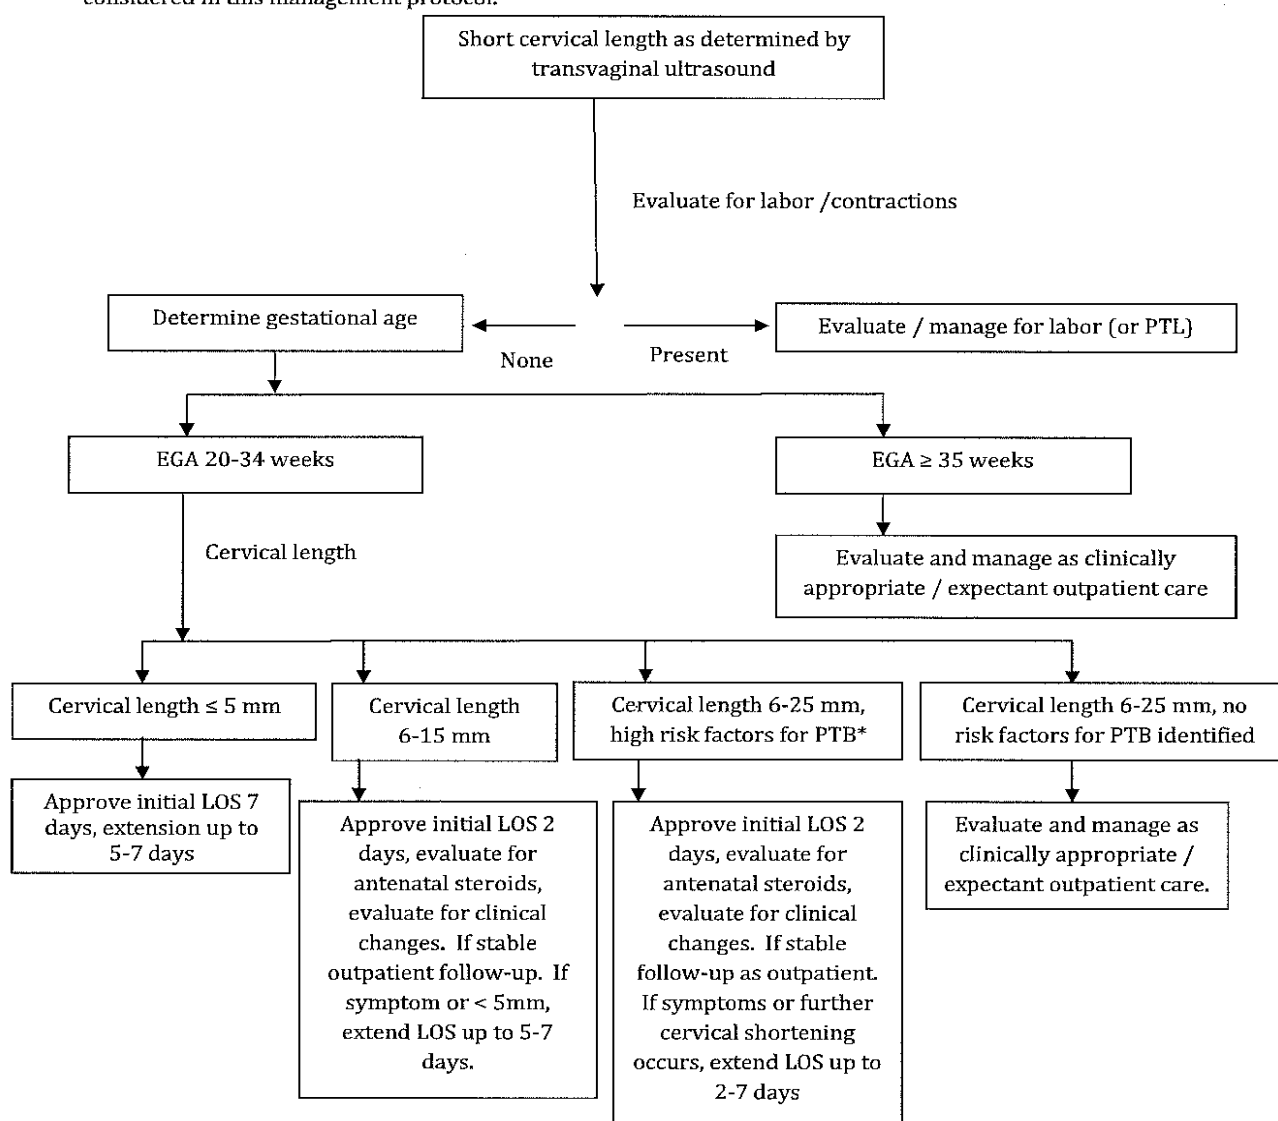 considered in this management protocol.
Short cervical length as determined by
transvaginal ultrasound
Evaluate for labor /contractions
Determine gestational age
None
Present
Evaluate / manage for labor (or PTL)
EGA 20-34 weeks
EGA ≥ 35 weeks
Cervical length
Evaluate and manage as clinically
appropriate / expectant outpatient care
Cervical length ≤ 5 mm
Cervical length
6-15 mm
Cervical length 6-25 mm,
high risk factors for PTB*
Cervical length 6-25 mm, no
risk factors for PTB identified
Approve initial LOS 7
days, extension up to
5-7 days
Approve initial LOS 2
days, evaluate for
antenatal steroids,
evaluate for clinical
changes. If stable
outpatient follow-up. If
symptom or < 5mm,
extend LOS up to 5-7
days.
Approve initial LOS 2
days, evaluate for
antenatal steroids,
evaluate for clinical
changes. If stable
follow-up as outpatient.
If symptoms or further
cervical shortening
occurs, extend LOS up to
2-7 days
Evaluate and manage as
clinically appropriate /
expectant outpatient care.